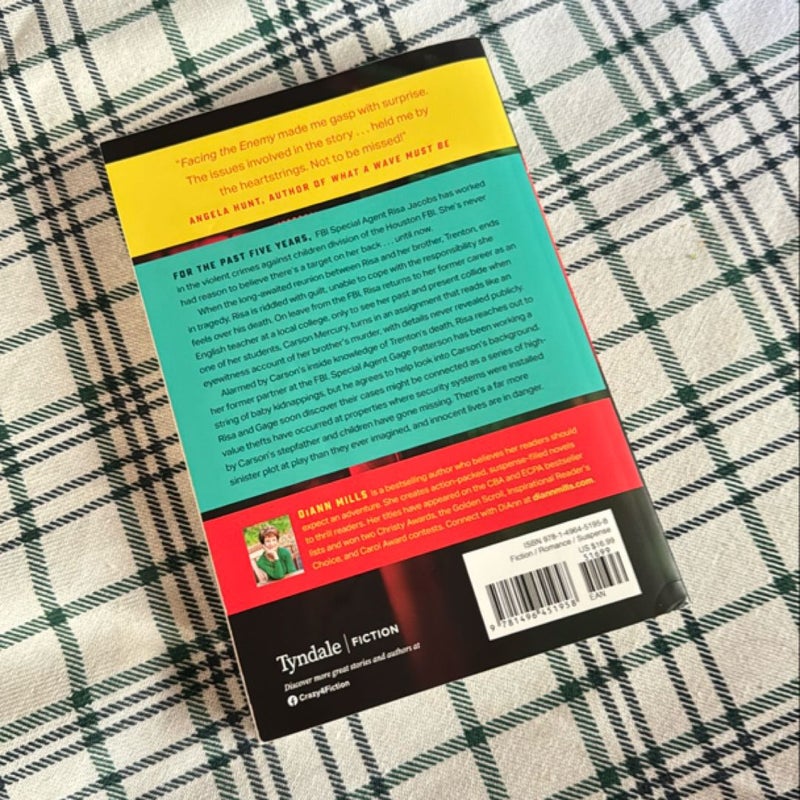 “Facing the Enemy made me gasp with surprise.
The issues involved in the story . . . held me by
the heartstrings. Not to be missed!”
ANGELA HUNT, AUTHOR OF WHAT A WAVE MUST BE
FOR THE PAST FIVE YEARS, FBI Special Agent Risa Jacobs has worked
in the violent crimes against children division of the Houston FBI. She's never
had reason to believe there's a target on her back . . . until now.
When the long-awaited reunion between Risa and her brother, Trenton, ends
in tragedy, Risa is riddled with guilt, unable to cope with the responsibility she
feels over his death. On leave from the FBI, Risa returns to her former career as an
English teacher at a local college, only to see her past and present collide when
one of her students, Carson Mercury, turns in an assignment that reads like an
eyewitness account of her brother's murder, with details never revealed publicly.
Alarmed by Carson's inside knowledge of Trenton's death, Risa reaches out to
her former partner at the FBI. Special Agent Gage Patterson has been working a
string of baby kidnappings, but he agrees to help look into Carson's background.
Risa and Gage soon discover their cases might be connected as a series of high-
value thefts have occurred at properties where security systems were installed
by Carson's stepfather and children have gone missing. There's a far more
sinister plot at play than they ever imagined, and innocent lives are in danger.
DIANN MILLS is a bestselling author who believes her readers should
expect an adventure. She creates action-packed, suspense-filled novels
to thrill readers. Her titles have appeared on the CBA and ECPA bestseller
lists and won two Christy Awards, the Golden Scroll, Inspirational Reader's
Choice, and Carol Award contests. Connect with DiAnn at diannmills.com.
ISBN 978-1-4964-5195-8
Fiction / Romance / Suspense
US $16.99
51699
9 781496 451958
EAN
Tyndale | FICTION
Discover more great stories and authors at
Crazy4Fiction